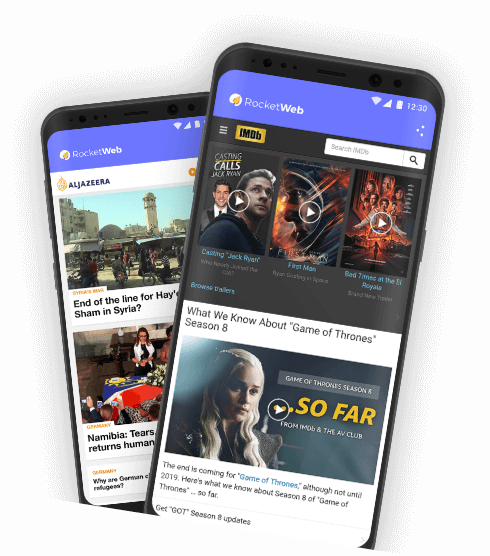 RocketWeb
ALJAZEERA
SYRIA'S WAR
End of the line for Hay'
Sham in Syria?
GERMANY
Namibia: Tears
returns human
GERMANY
Why are German c
refugees?
12:30
RocketWeb
IMDb
Search IMDb
CASTING
CALLS
JACK RYAN
Casting "Jack Ryan"
Who Nearly Joined the
CIA?
First Man
Ryan Gosling in Space
Bad Times at the El
Royale
Brand New Trailer
Browse trailers
What We Know About "Game of Thrones"
Season 8
GAME OF THRONES SEASON 8
...SO FAR
FROM IMDb & THE AV CLUB
The end is coming for "Game of Thrones," although not until
2019. Here's what we know about Season 8 of "Game of
Thrones" ... so far.
Get "GOT" Season 8 updates